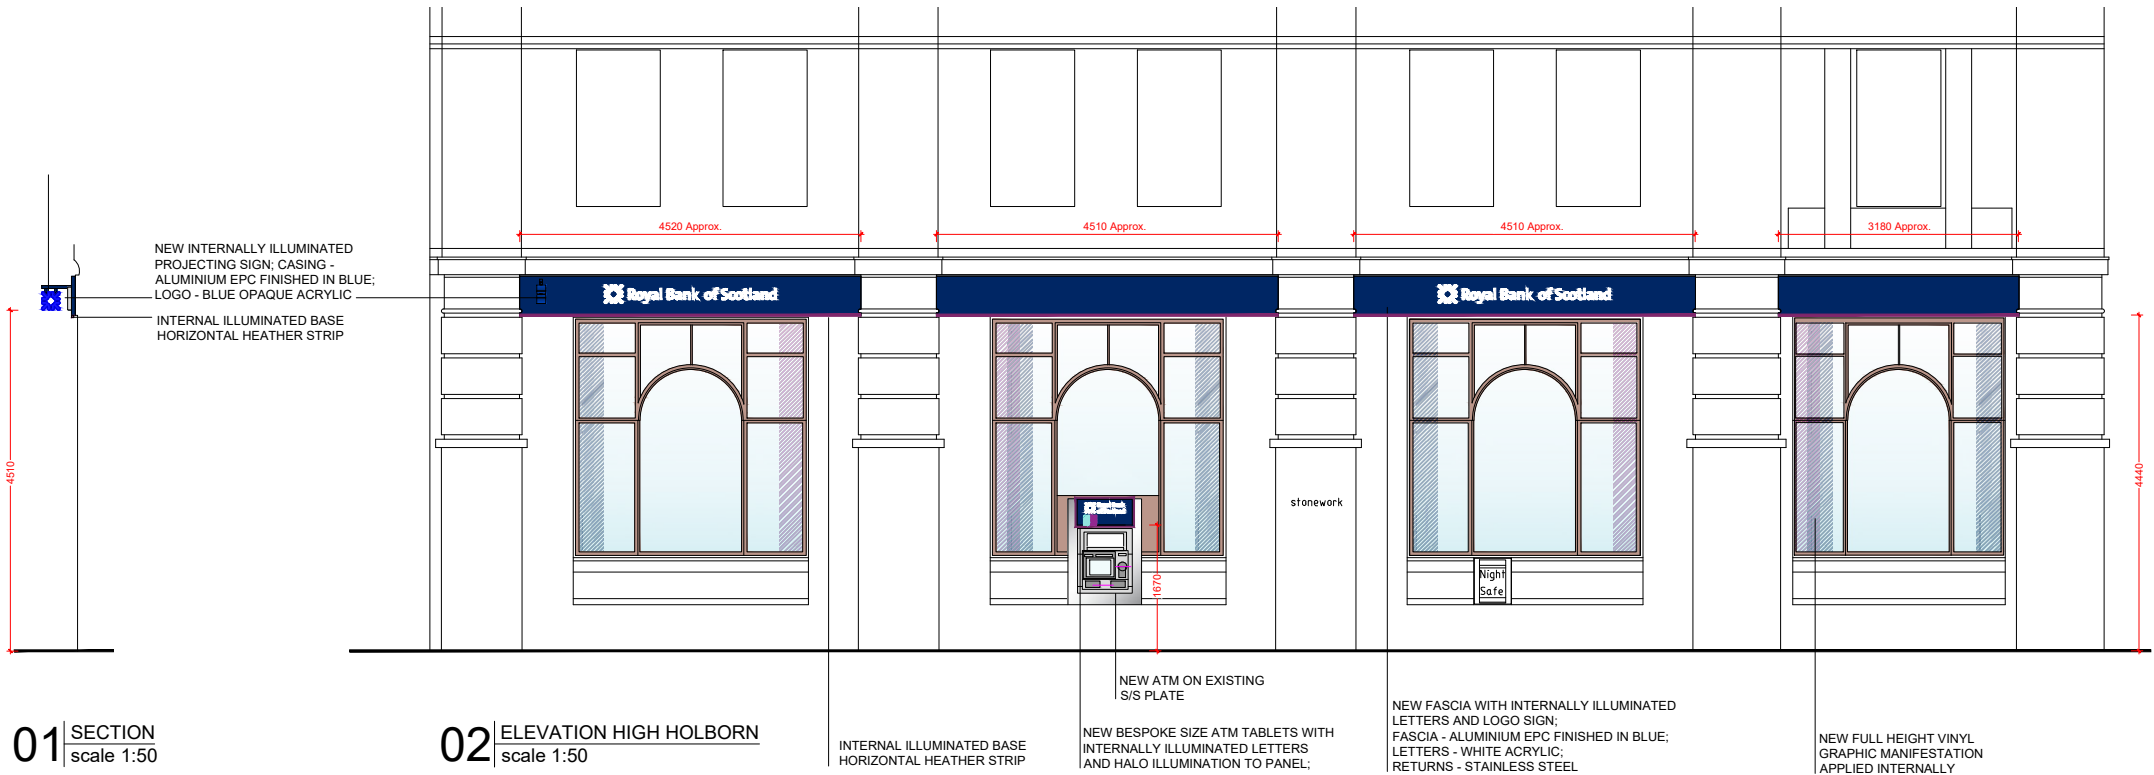 4520 Approx.
4510 Approx.
4510 Approx.
3180 Approx.
NEW INTERNALLY ILLUMINATED
PROJECTING SIGN; CASING -
ALUMINIUM EPC FINISHED IN BLUE;
LOGO - BLUE OPAQUE ACRYLIC
INTERNAL ILLUMINATED BASE
HORIZONTAL HEATHER STRIP
Royal Bank of Scotland
Royal Bank of Scotland
4510
4440
stonework
1670
Night
Safe
NEW ATM ON EXISTING
S/S PLATE
01 SECTION
scale 1:50
02 ELEVATION HIGH HOLBORN
scale 1:50
INTERNAL ILLUMINATED BASE
HORIZONTAL HEATHER STRIP
NEW BESPOKE SIZE ATM TABLETS WITH
INTERNALLY ILLUMINATED LETTERS
AND HALO ILLUMINATION TO PANEL;
NEW FASCIA WITH INTERNALLY ILLUMINATED
LETTERS AND LOGO SIGN;
FASCIA - ALUMINIUM EPC FINISHED IN BLUE;
LETTERS - WHITE ACRYLIC;
RETURNS - STAINLESS STEEL
NEW FULL HEIGHT VINYL
GRAPHIC MANIFESTATION
APPLIED INTERNALLY